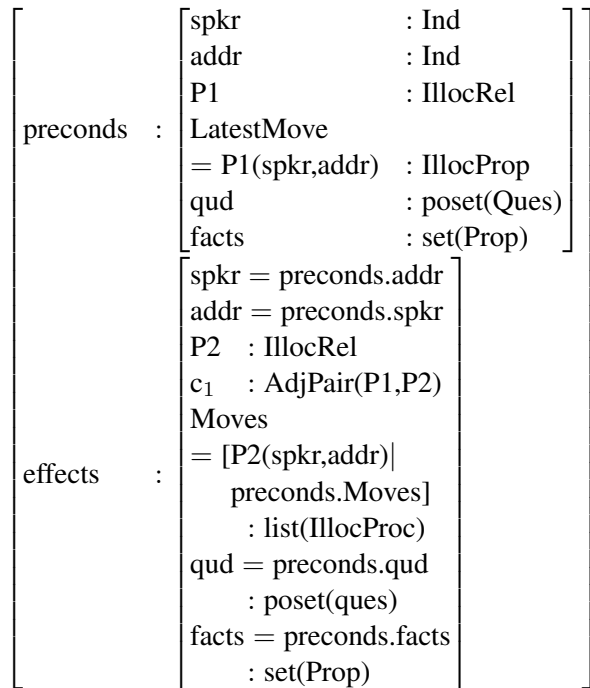 spkr : Ind
addr : Ind
P1 : IllocRel
preconds : LatestMove
= P1(spkr,addr) : IllocProp
qud : poset(Ques)
facts : set(Prop)
spkr = preconds.addr
addr = preconds.spkr
P2 : IllocRel
c₁ : AdjPair(P1,P2)
Moves
effects : = [P2(spkr,addr)|
preconds.Moves]
: list(IllocProc)
qud = preconds.qud
: poset(ques)
facts = preconds.facts
: set(Prop)